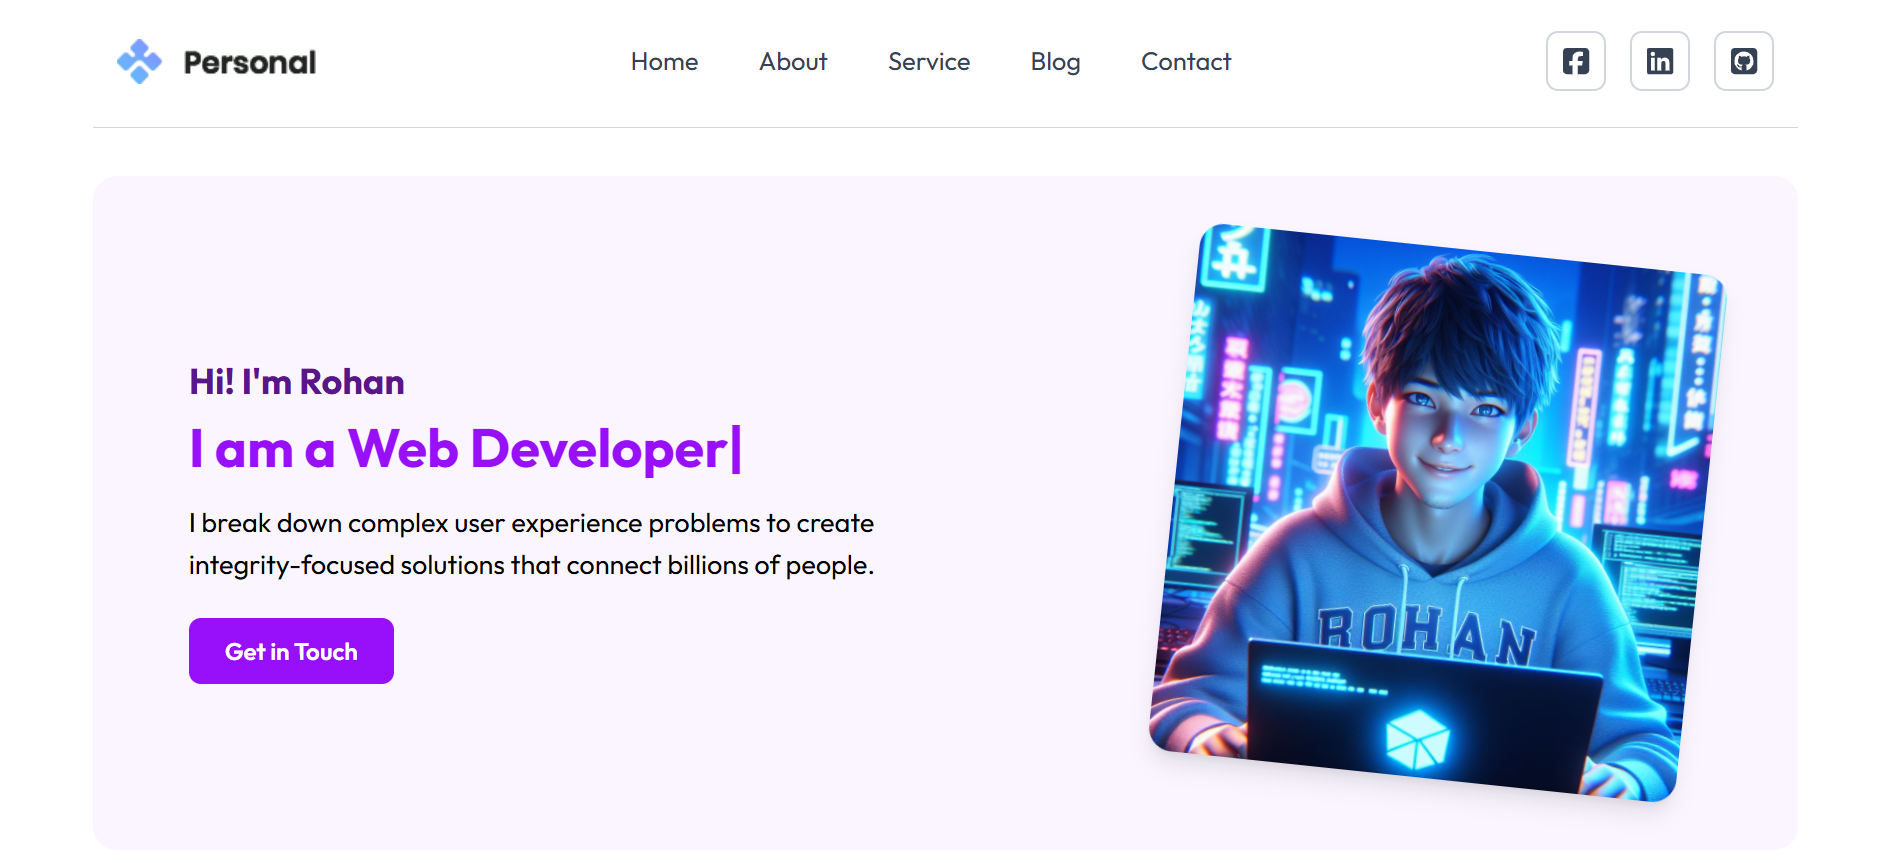 Personal
Home About Service Blog Contact
Hi! I'm Rohan
I am a Web Developer|
I break down complex user experience problems to create
integrity-focused solutions that connect billions of people.
Get in Touch
ROHAN